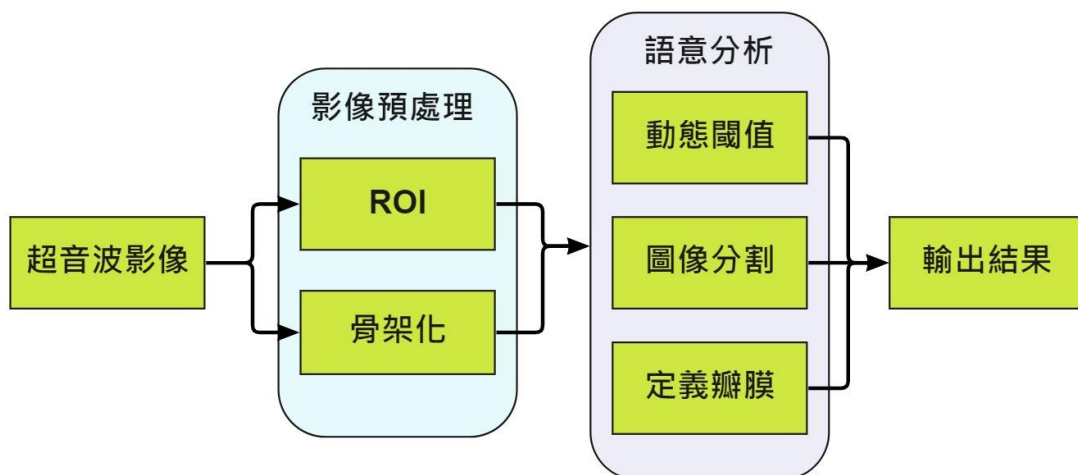 超音波影像
影像預處理
ROI
骨架化
語意分析
動態閾值
圖像分割
定義瓣膜
輸出結果